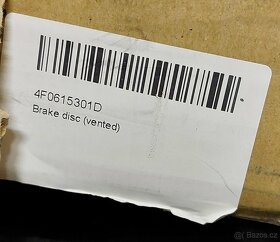 4F0615301D
Brake disc (vented)
Bazos.cz